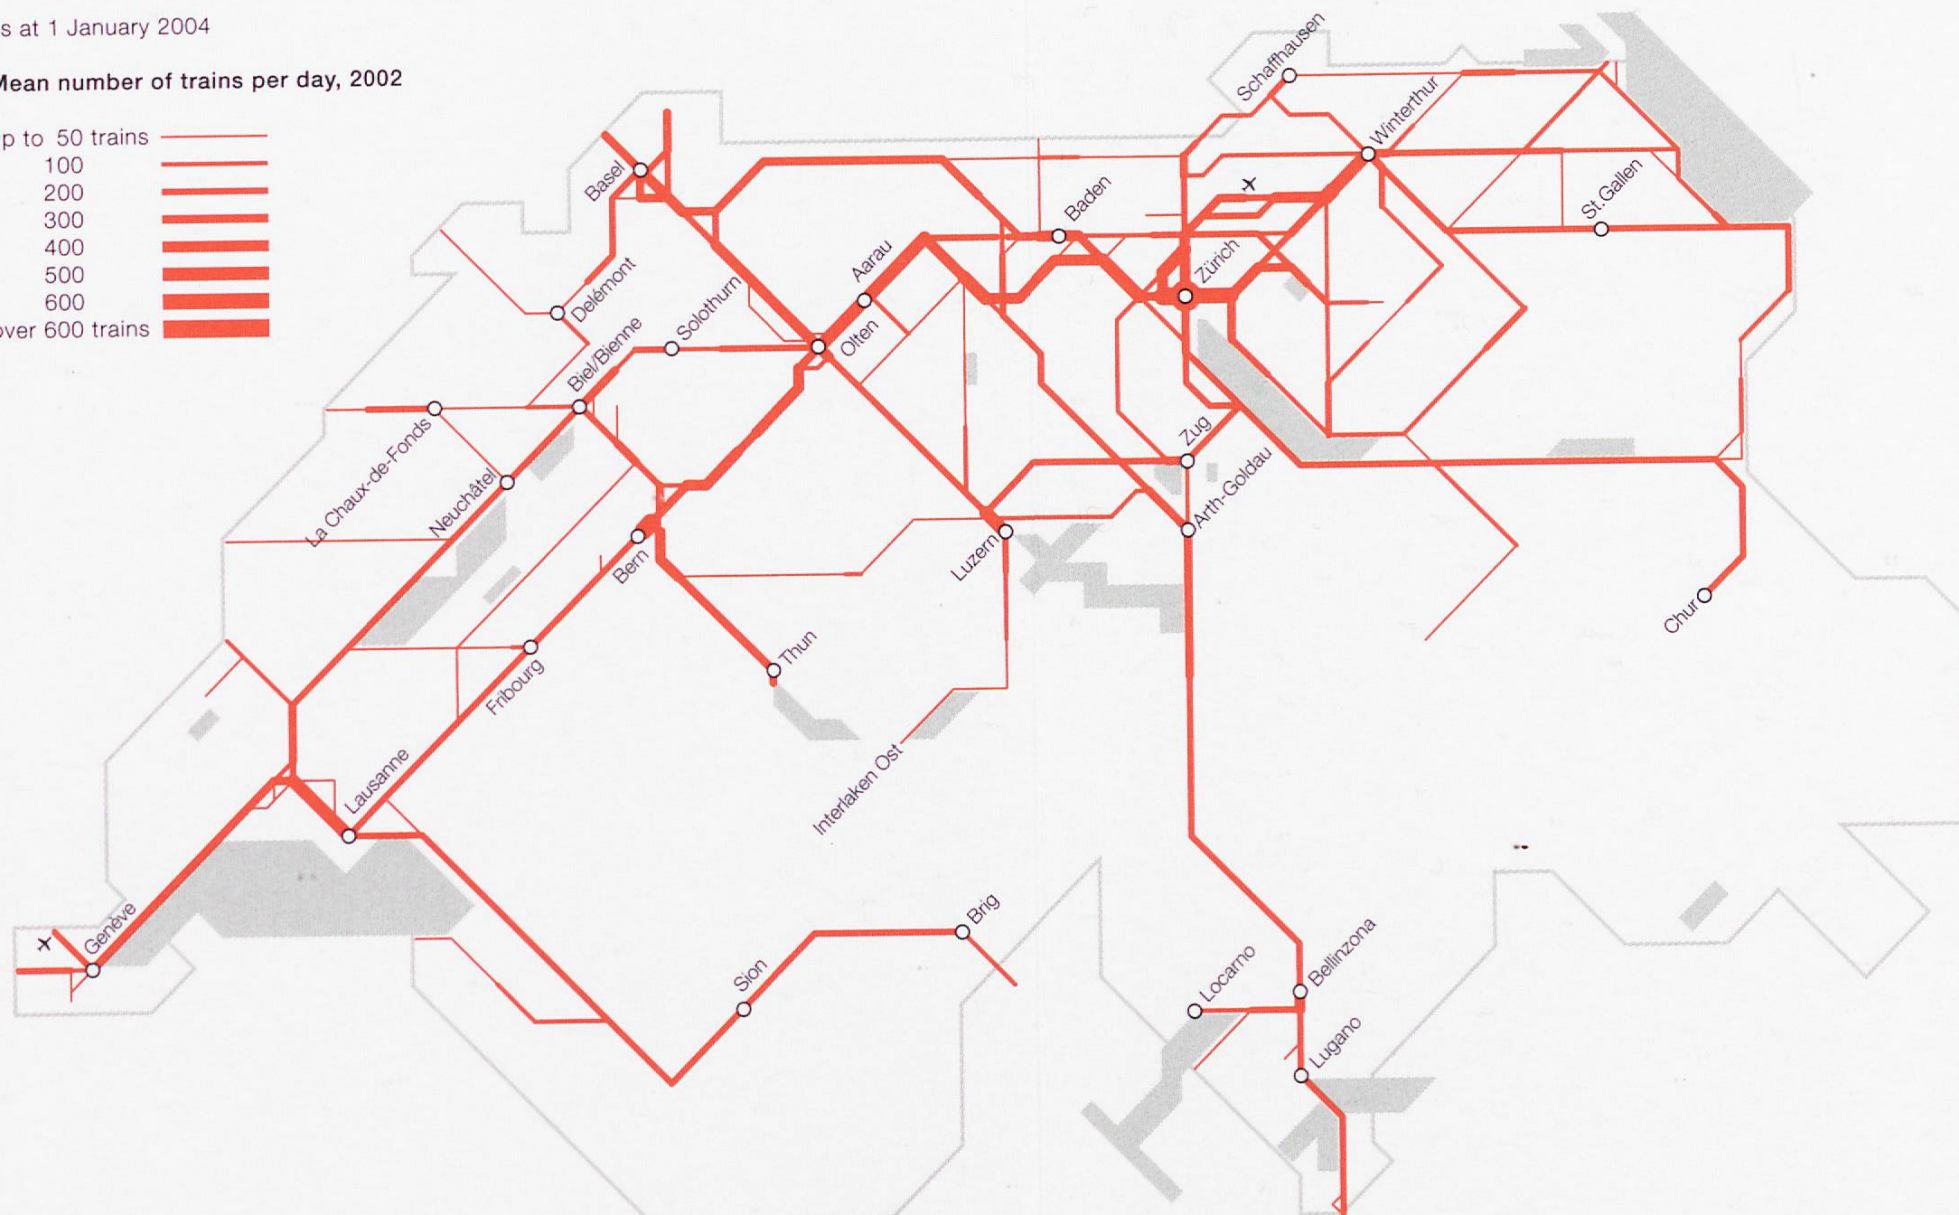 s at 1 January 2004
Mean number of trains per day, 2002
p to 50 trains
100
200
300
400
500
600
over 600 trains
Schaffhausen
Winterthur
Basel
Baden
St.Gallen
Aarau
Zürich
Delémont
Solothurn
Olten
Biel/Bienne
La Chaux-de-Fonds
Neuchâtel
Zug
Arth-Goldau
Bern
Luzern
Chur
Fribourg
Thun
Interlaken Ost
Lausanne
Genève
Brig
Sion
Locarno
Bellinzona
Lugano